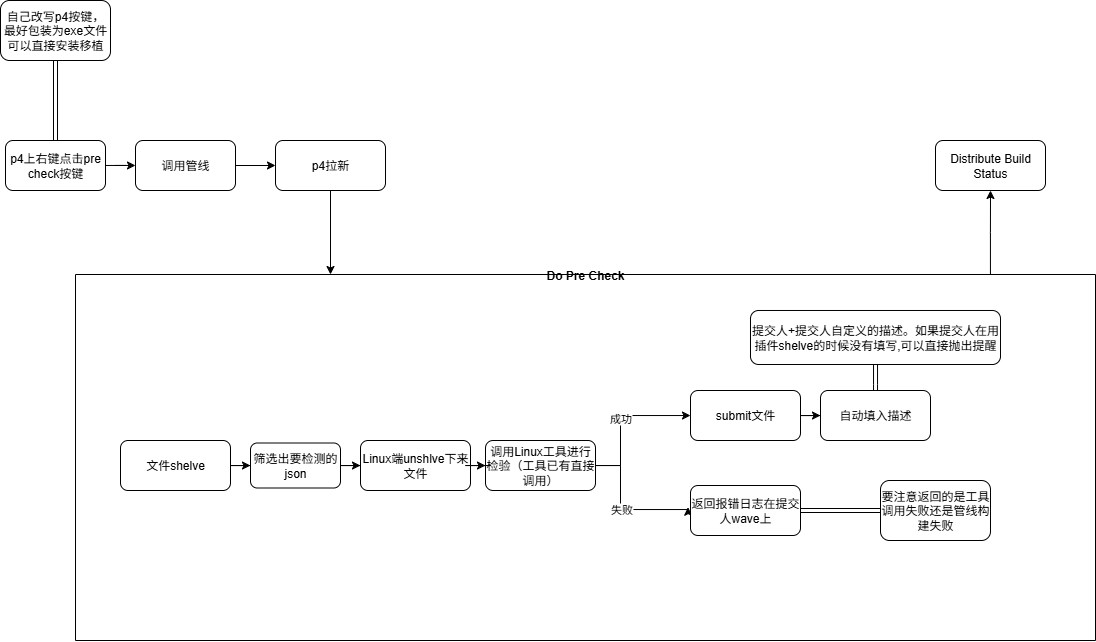 自己改写p4按键，
最好包装为exe文件
可以直接安装移植
p4上右键点击pre
check按键
调用管线
p4拉新
Distribute Build
Status
Do Pre Check
提交人+提交人自定义的描述。如果提交人在用
插件shelve的时候没有填写,可以直接抛出提醒
成功
submit文件
自动填入描述
文件shelve
筛选出要检测的
json
Linux端unshlve下来
文件
调用Linux工具进行
检验（工具已有直接
调用）
失败
返回报错日志在提交
人wave上
要注意返回的是工具
调用失败还是管线构
建失败